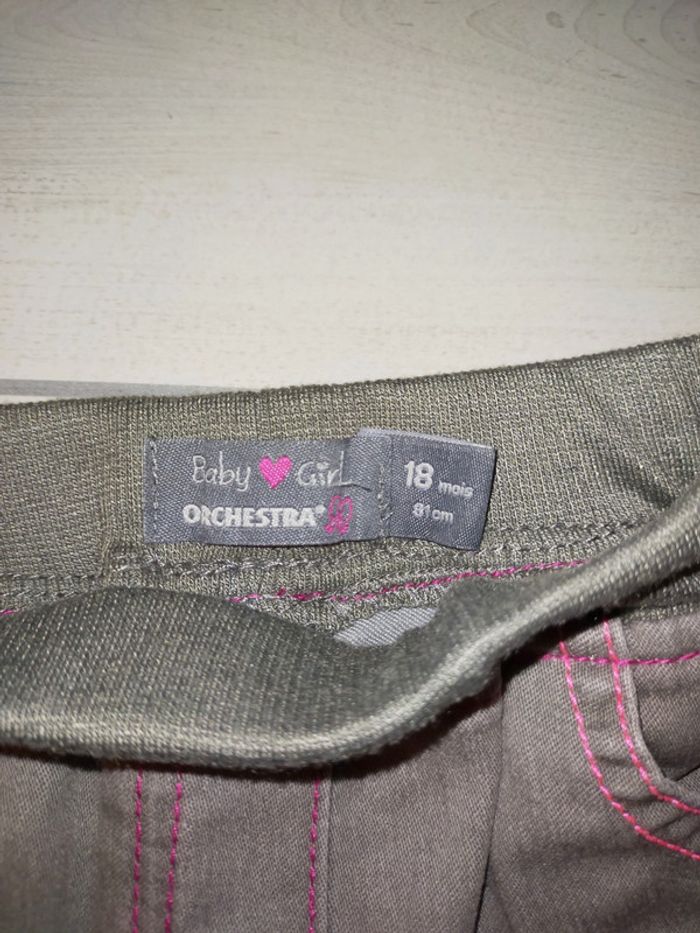 Baby Girl
ORCHESTRA®
18 mois
81 cm